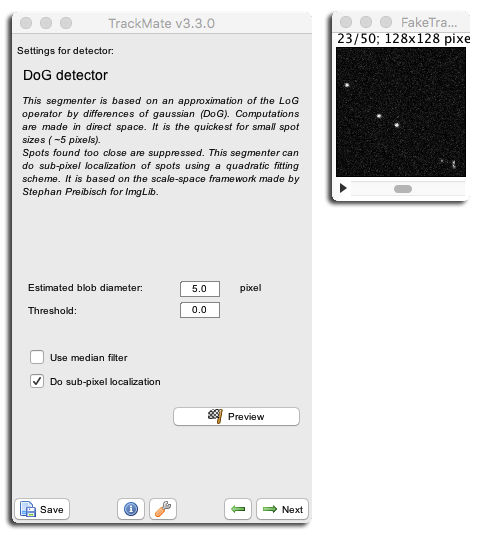 TrackMate v3.3.0
Settings for detector:
DoG detector
This segmenter is based on an approximation of the LoG
operator by differences of gaussian (DoG). Computations
are made in direct space. It is the quickest for small spot
sizes ( ~5 pixels).
Spots found too close are suppressed. This segmenter can
do sub-pixel localization of spots using a quadratic fitting
scheme. It is based on the scale-space framework made by
Stephan Preibisch for ImgLib.
Estimated blob diameter: 5.0 pixel
Threshold: 0.0
Use median filter
Do sub-pixel localization
Preview
Save
Next
FakeTra...
23/50; 128x128 pixe